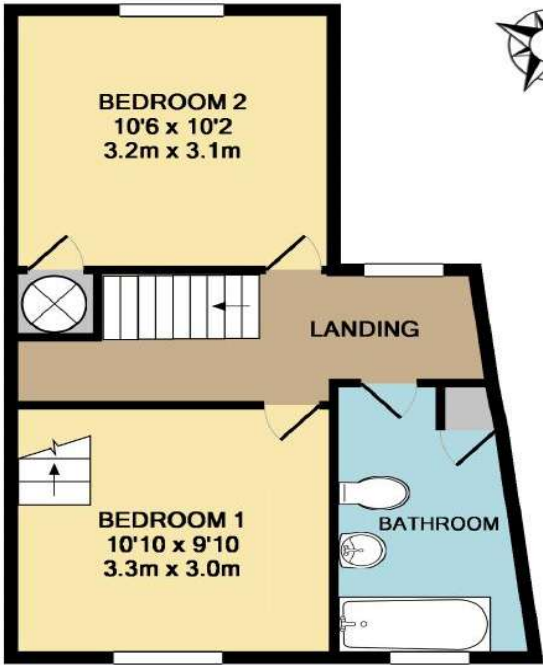 BEDROOM 2
10'6 x 10'2
3.2m x 3.1m
LANDING
BEDROOM 1
10'10 x 9'10
3.3m x 3.0m
BATHROOM